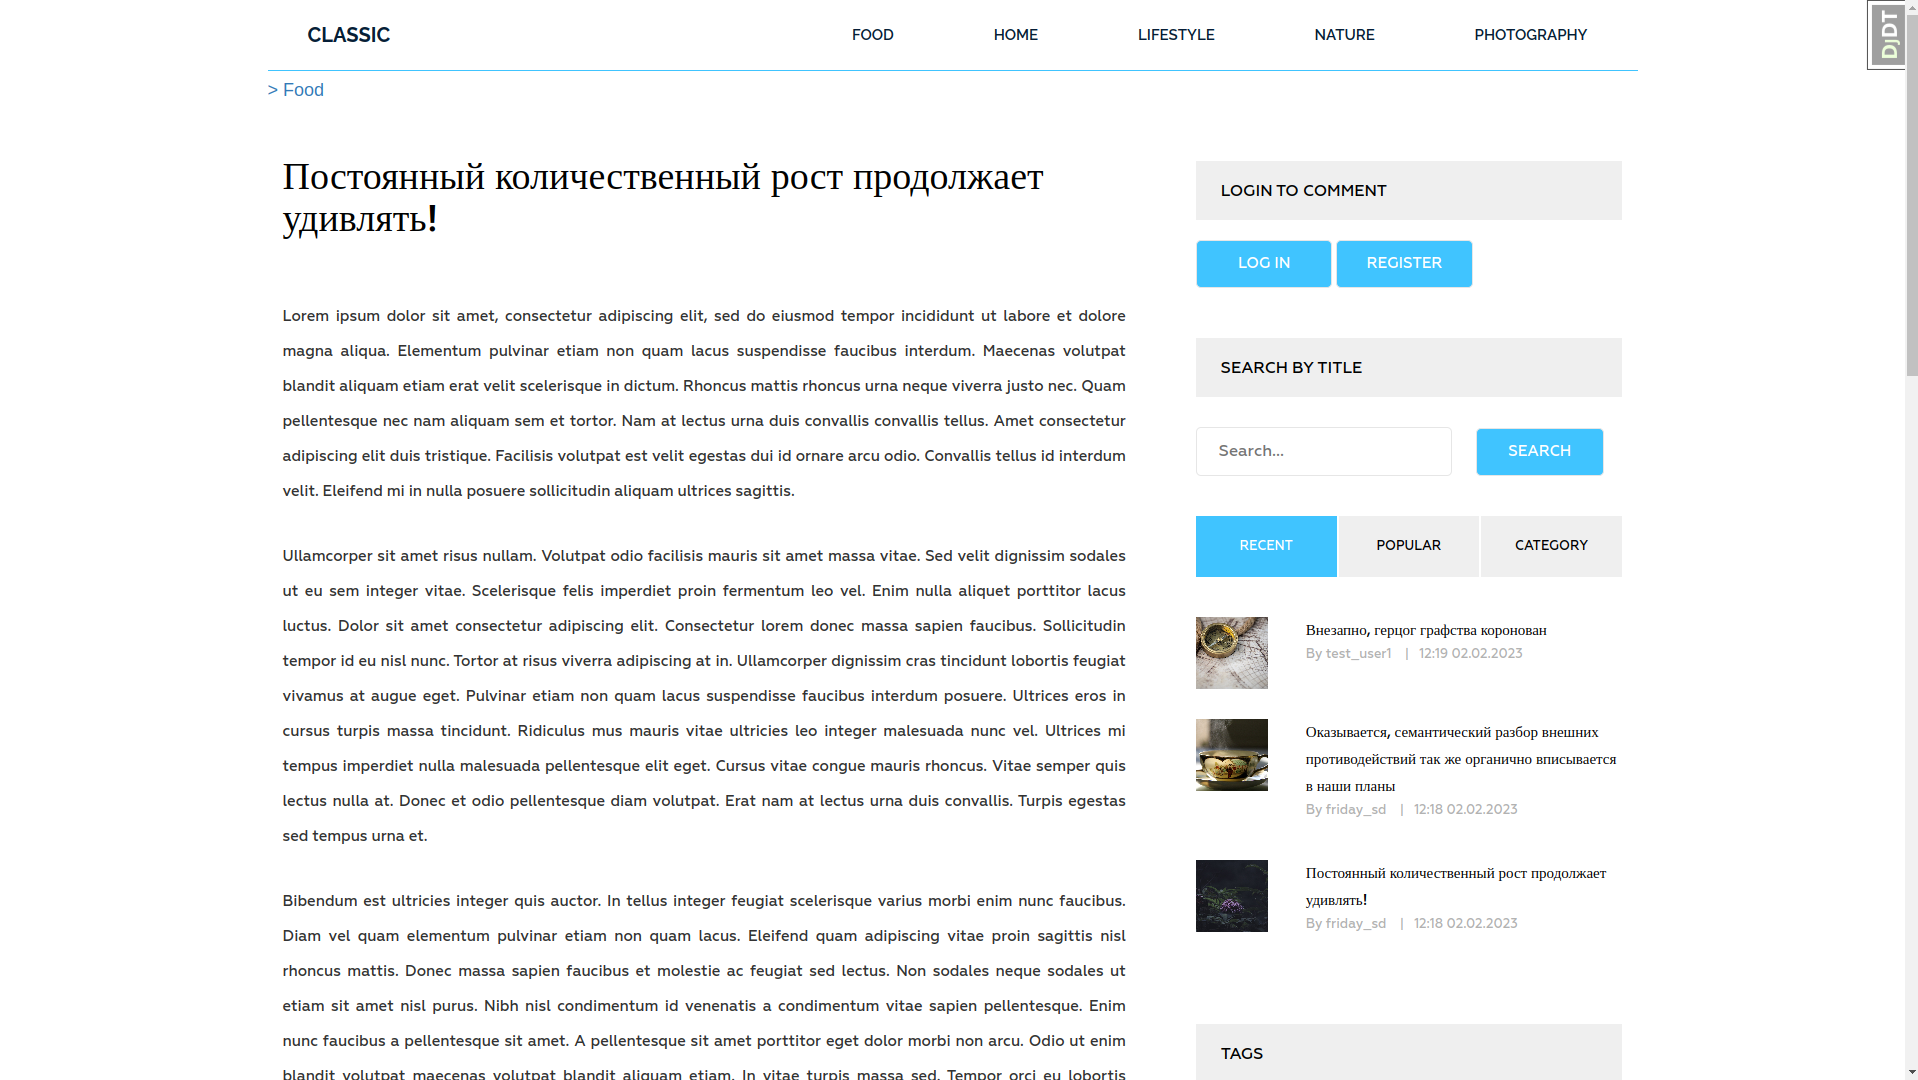 CLASSIC
FOOD
HOME
LIFESTYLE
NATURE
PHOTOGRAPHY
DjDT
> Food
Постоянный количественный рост продолжает
удивлять!
Lorem ipsum dolor sit amet, consectetur adipiscing elit, sed do eiusmod tempor incididunt ut labore et dolore
magna aliqua. Elementum pulvinar etiam non quam lacus suspendisse faucibus interdum. Maecenas volutpat
blandit aliquam etiam erat velit scelerisque in dictum. Rhoncus mattis rhoncus urna neque viverra justo nec. Quam
pellentesque nec nam aliquam sem et tortor. Nam at lectus urna duis convallis convallis tellus. Amet consectetur
adipiscing elit duis tristique. Facilisis volutpat est velit egestas dui id ornare arcu odio. Convallis tellus id interdum
velit. Eleifend mi in nulla posuere sollicitudin aliquam ultrices sagittis.
Ullamcorper sit amet risus nullam. Volutpat odio facilisis mauris sit amet massa vitae. Sed velit dignissim sodales
ut eu sem integer vitae. Scelerisque felis imperdiet proin fermentum leo vel. Enim nulla aliquet porttitor lacus
luctus. Dolor sit amet consectetur adipiscing elit. Consectetur lorem donec massa sapien faucibus. Sollicitudin
tempor id eu nisl nunc. Tortor at risus viverra adipiscing at in. Ullamcorper dignissim cras tincidunt lobortis feugiat
vivamus at augue eget. Pulvinar etiam non quam lacus suspendisse faucibus interdum posuere. Ultrices eros in
cursus turpis massa tincidunt. Ridiculus mus mauris vitae ultricies leo integer malesuada nunc vel. Ultrices mi
tempus imperdiet nulla malesuada pellentesque elit eget. Cursus vitae congue mauris rhoncus. Vitae semper quis
lectus nulla at. Donec et odio pellentesque diam volutpat. Erat nam at lectus urna duis convallis. Turpis egestas
sed tempus urna et.
Bibendum est ultricies integer quis auctor. In tellus integer feugiat scelerisque varius morbi enim nunc faucibus.
Diam vel quam elementum pulvinar etiam non quam lacus. Eleifend quam adipiscing vitae proin sagittis nisl
rhoncus mattis. Donec massa sapien faucibus et molestie ac feugiat sed lectus. Non sodales neque sodales ut
etiam sit amet nisl purus. Nibh nisl condimentum id venenatis a condimentum vitae sapien pellentesque. Enim
nunc faucibus a pellentesque sit amet. A pellentesque sit amet porttitor eget dolor morbi non arcu. Odio ut enim
blandit volutpat maecenas volutpat blandit aliquam etiam. In vitae turpis massa sed. Tempor orci eu lobortis
LOGIN TO COMMENT
LOG IN
REGISTER
SEARCH BY TITLE
Search...
SEARCH
RECENT
POPULAR
CATEGORY
Внезапно, герцог графства коронован
By test_user1 | 12:19 02.02.2023
Оказывается, семантический разбор внешних
противодействий так же органично вписывается
в наши планы
By friday_sd | 12:18 02.02.2023
Постоянный количественный рост продолжает
удивлять!
By friday_sd | 12:18 02.02.2023
TAGS